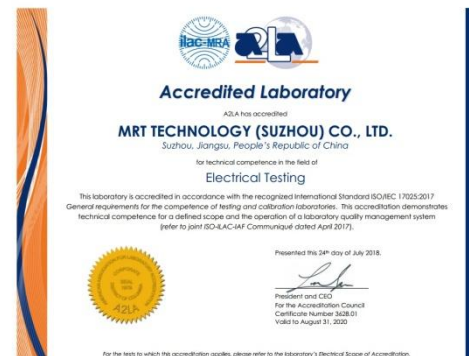 ilac-MRA
A2LA
Accredited Laboratory
A2LA has accredited
MRT TECHNOLOGY (SUZHOU) CO., LTD.
Suzhou, Jiangsu, People's Republic of China
for technical competence in the field of
Electrical Testing
This laboratory is accredited in accordance with the recognized International Standard ISO/IEC 17025:2017
General requirements for the competence of testing and calibration laboratories. This accreditation demonstrates
technical competence for a defined scope and the operation of a laboratory quality management system
(refer to joint ISO-ILAC-IAF Communiqué dated April 2017).
Presented this 24th day of July 2018.
President and CEO
For the Accreditation Council
Certificate Number 3628.01
Valid to August 31, 2020
CORPORATE
SEAL
A2LA
For the tests to which this accreditation applies, please refer to the laboratory's Electrical Scope of Accreditation.